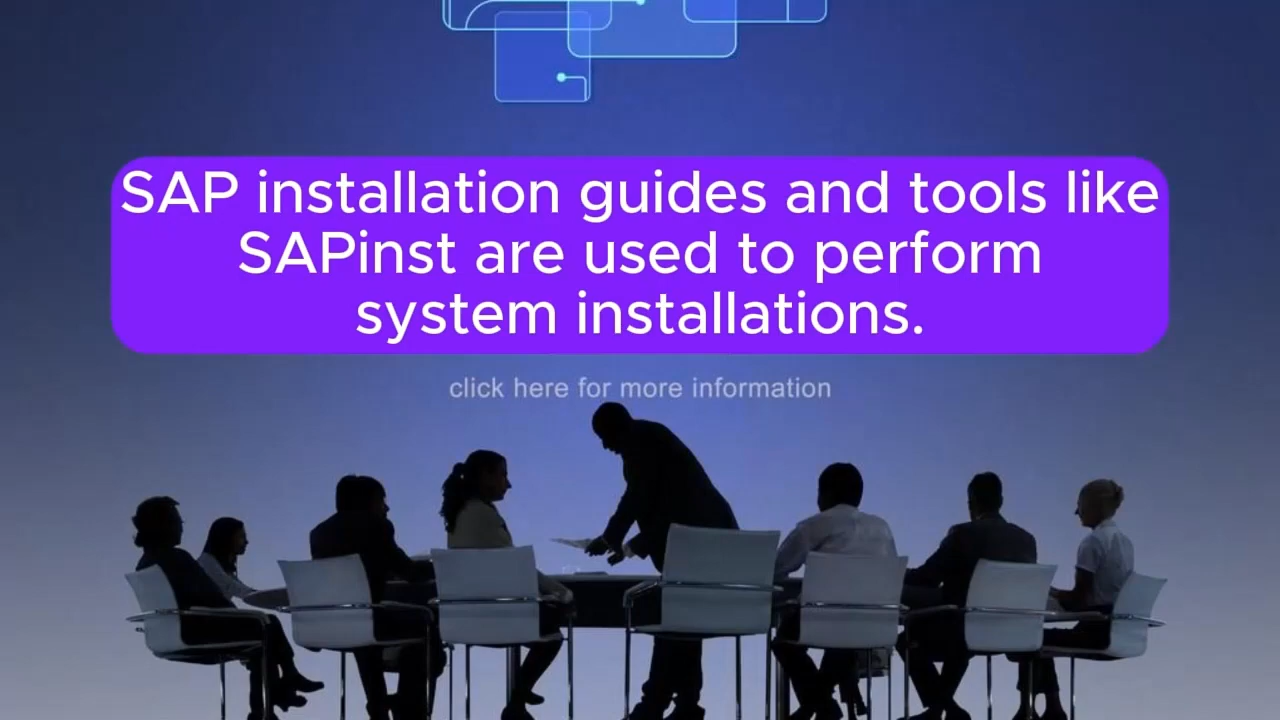 SAP installation guides and tools like
SAPinst are used to perform
system installations.
click here for more information